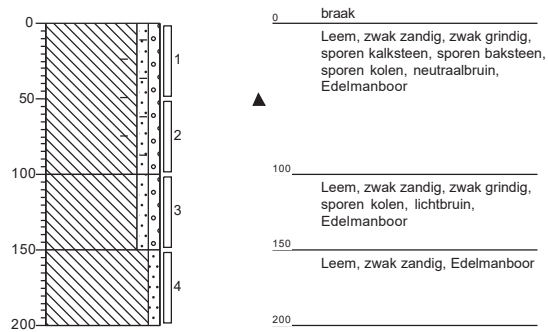 0
50
100
150
200
1
2
3
4
0
braak
Leem, zwak zandig, zwak grindig,
sporen kalksteen, sporen baksteen,
sporen kolen, neutraalbruin,
Edelmanboor
100
Leem, zwak zandig, zwak grindig,
sporen kolen, lichtbruin,
Edelmanboor
150
Leem, zwak zandig, Edelmanboor
200